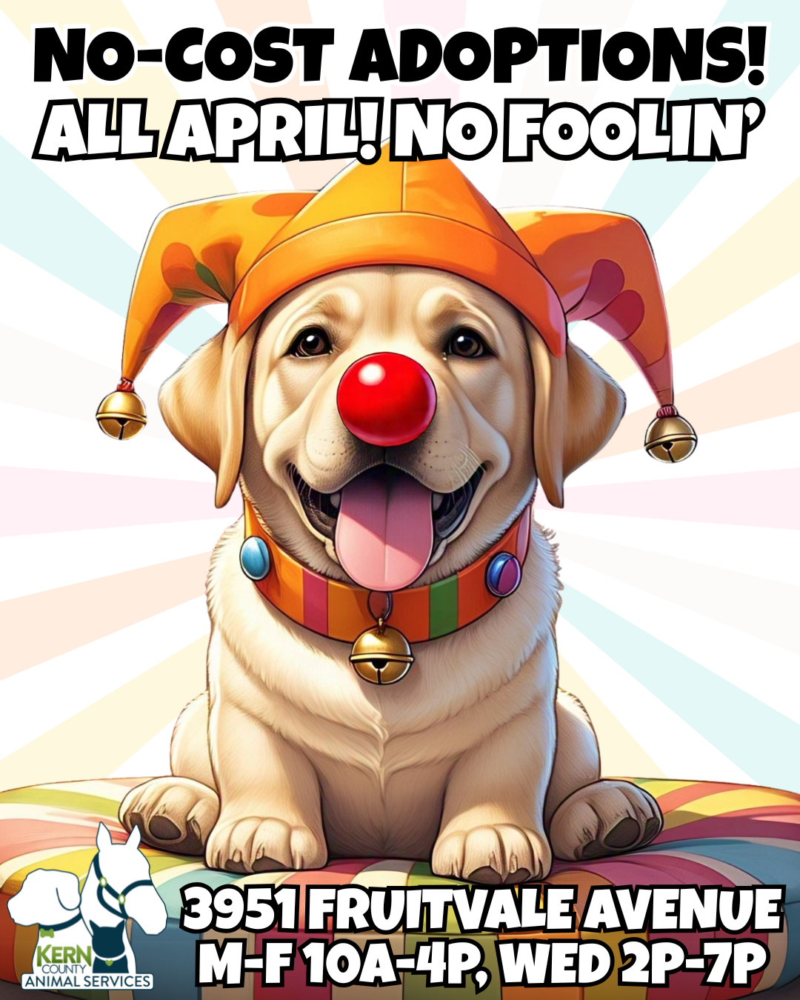 NO-COST ADOPTIONS!
ALL APRIL! NO FOOLIN'
3951 FRUITVALE AVENUE
M-F 10A-4P, WED 2P-7P
KERN
COUNTY
ANIMAL SERVICES